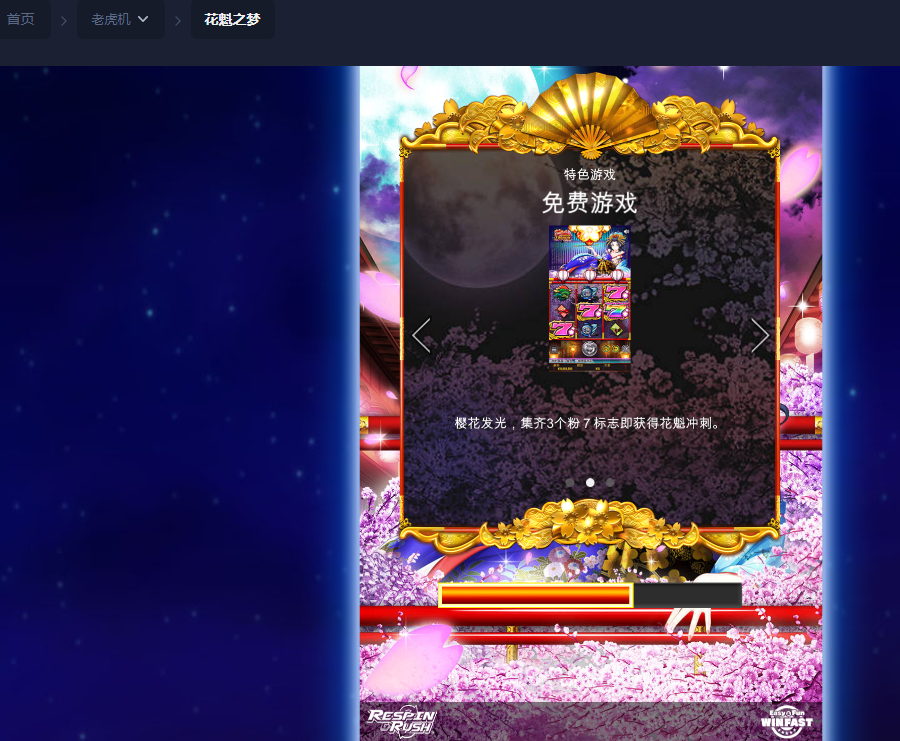 首页
老虎机
花魁之梦
特色游戏
免费游戏
樱花发光，集齐3个粉７标志即获得花魁冲刺。
RESPIN RUSH
Easy&Fun
WINFAST